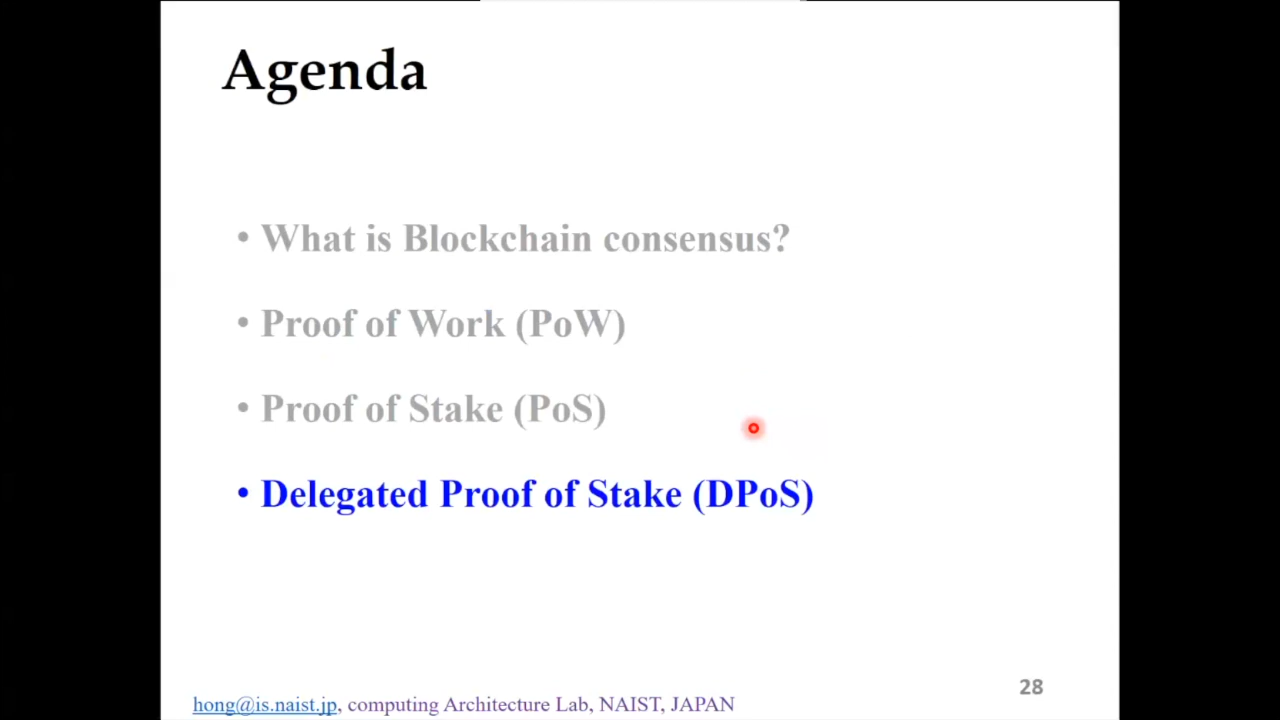 Agenda
• What is Blockchain consensus?
• Proof of Work (PoW)
• Proof of Stake (PoS)
• Delegated Proof of Stake (DPoS)
28
hong@is.naist.jp, computing Architecture Lab, NAIST, JAPAN